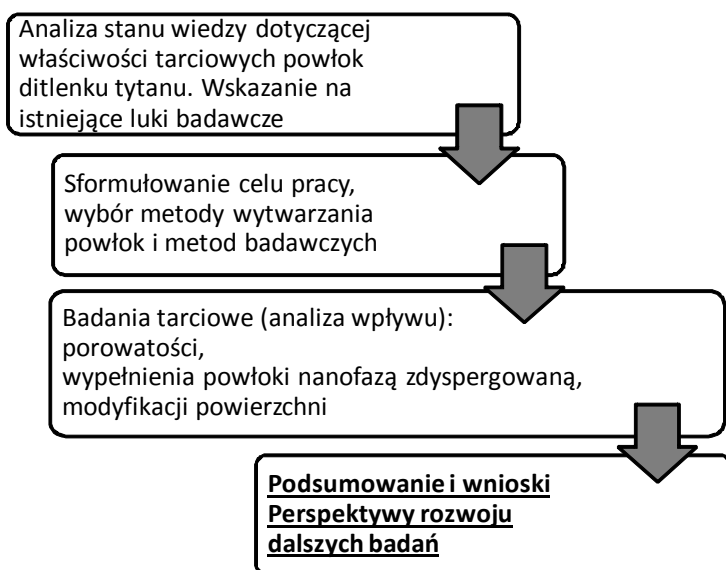 Analiza stanu wiedzy dotyczącej
właściwości tarciowych powłok
ditlenku tytanu. Wskazanie na
istniejące luki badawcze
Sformułowanie celu pracy,
wybór metody wytwarzania
powłok i metod badawczych
Badania tarciowe (analiza wpływu):
porowatości,
wypełnienia powłoki nanofazą zdyspergowaną,
modyfikacji powierzchni
Podsumowanie i wnioski
Perspektywy rozwoju
dalszych badań